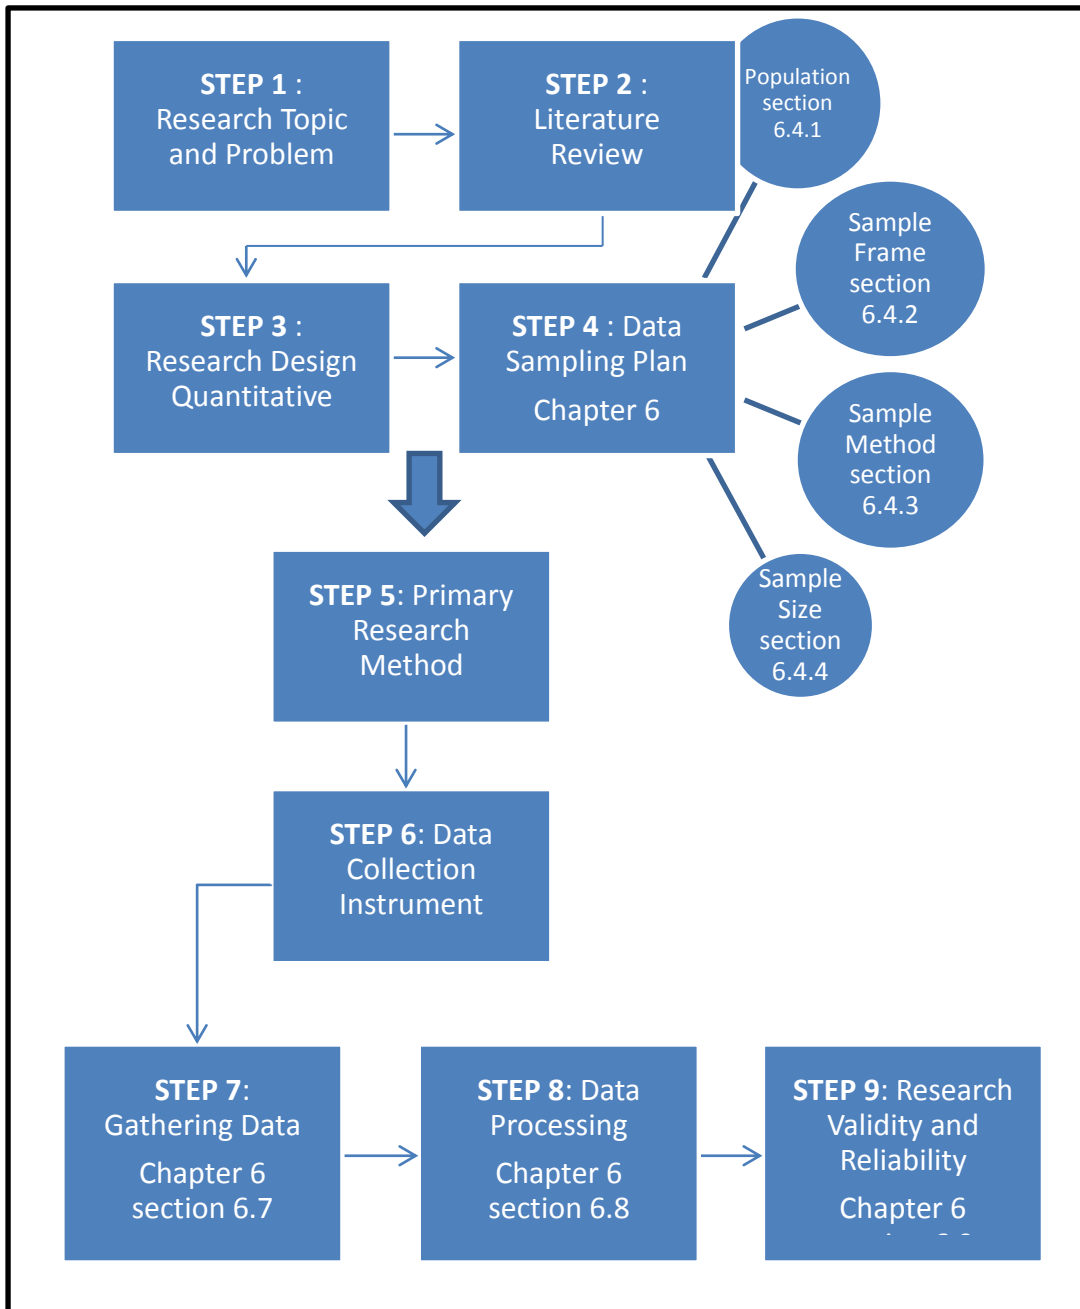 STEP 1 :
Research Topic
and Problem
STEP 2 :
Literature
Review
Population
section
6.4.1
Sample
Frame
section
6.4.2
STEP 3 :
Research Design
Quantitative
STEP 4 : Data
Sampling Plan
Chapter 6
Sample
Method
section
6.4.3
Sample
Size
section
6.4.4
STEP 5: Primary
Research
Method
STEP 6: Data
Collection
Instrument
STEP 7:
Gathering Data
Chapter 6
section 6.7
STEP 8: Data
Processing
Chapter 6
section 6.8
STEP 9: Research
Validity and
Reliability
Chapter 6